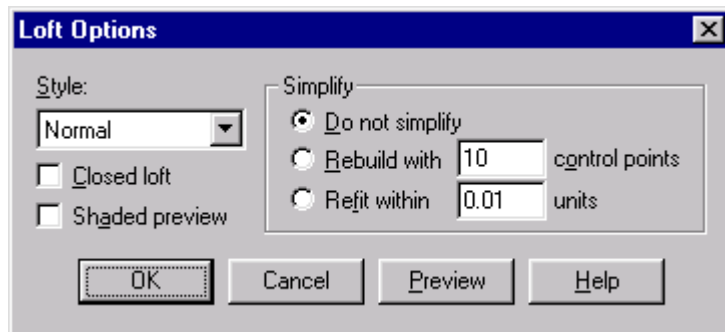 Loft Options
Style:
Normal
Closed loft
Shaded preview
Simplify
Do not simplify
Rebuild with 10 control points
Refit within 0.01 units
OK Cancel Preview Help